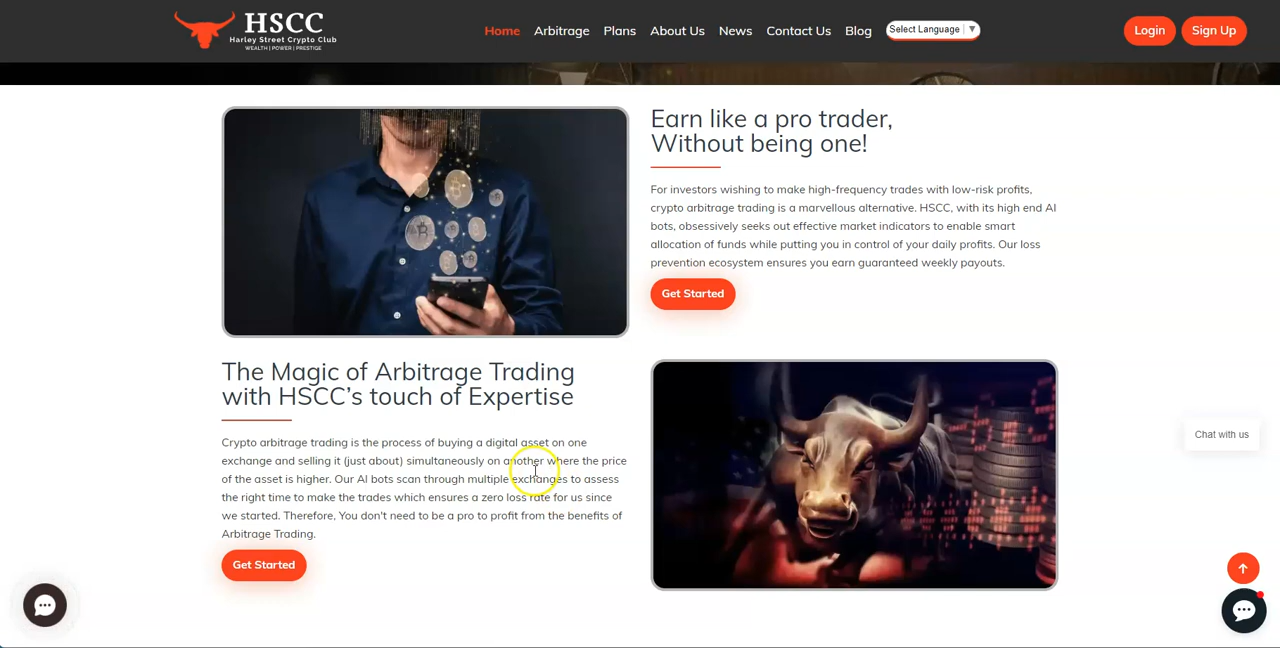 HSCC
Harley Street Crypto Club
WEALTH | POWER | PRESTIGE
Home
Arbitrage
Plans
About Us
News
Contact Us
Blog
Select Language ▼
Login
Sign Up
Earn like a pro trader,
Without being one!
For investors wishing to make high-frequency trades with low-risk profits,
crypto arbitrage trading is a marvellous alternative. HSCC, with its high end AI
bots, obsessively seeks out effective market indicators to enable smart
allocation of funds while putting you in control of your daily profits. Our loss
prevention ecosystem ensures you earn guaranteed weekly payouts.
Get Started
The Magic of Arbitrage Trading
with HSCC's touch of Expertise
Crypto arbitrage trading is the process of buying a digital asset on one
exchange and selling it (just about) simultaneously on another where the price
of the asset is higher. Our AI bots scan through multiple exchanges to assess
the right time to make the trades which ensures a zero loss rate for us since
we started. Therefore, You don't need to be a pro to profit from the benefits of
Arbitrage Trading.
Get Started
Chat with us